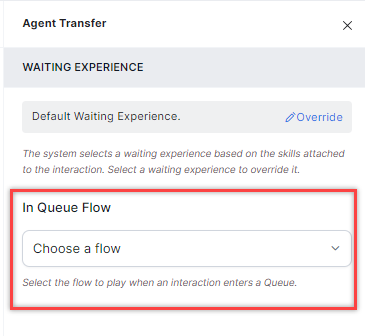 Agent Transfer
WAITING EXPERIENCE
Default Waiting Experience. Override
The system selects a waiting experience based on the skills attached
to the interaction. Select a waiting experience to override it.
In Queue Flow
Choose a flow
Select the flow to play when an interaction enters a Queue.